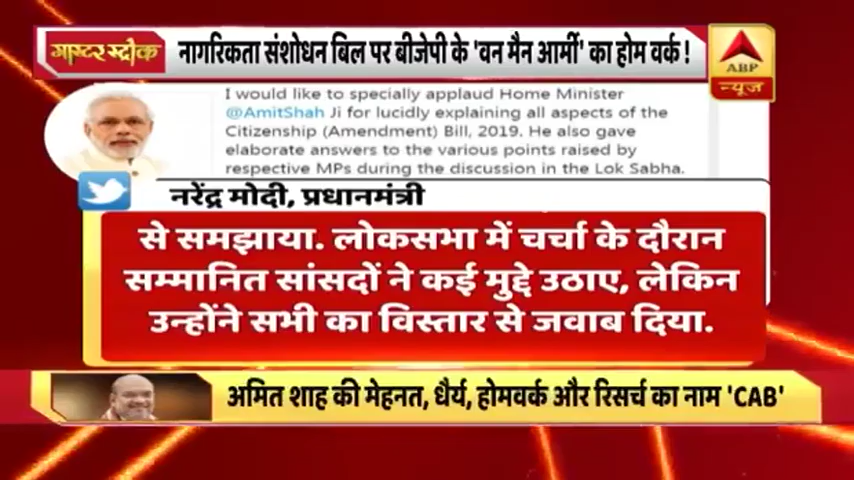 मास्टर स्ट्रोक
नागरिकता संशोधन बिल पर बीजेपी के 'वन मैन आर्मी' का होम वर्क !
ABP
न्यूज़
I would like to specially applaud Home Minister
@AmitShah Ji for lucidly explaining all aspects of the
Citizenship (Amendment) Bill, 2019. He also gave
elaborate answers to the various points raised by
respective MPs during the discussion in the Lok Sabha.
नरेंद्र मोदी, प्रधानमंत्री
से समझाया. लोकसभा में चर्चा के दौरान
सम्मानित सांसदों ने कई मुद्दे उठाए, लेकिन
उन्होंने सभी का विस्तार से जवाब दिया.
अमित शाह की मेहनत, धैर्य, होमवर्क और रिसर्च का नाम 'CAB'